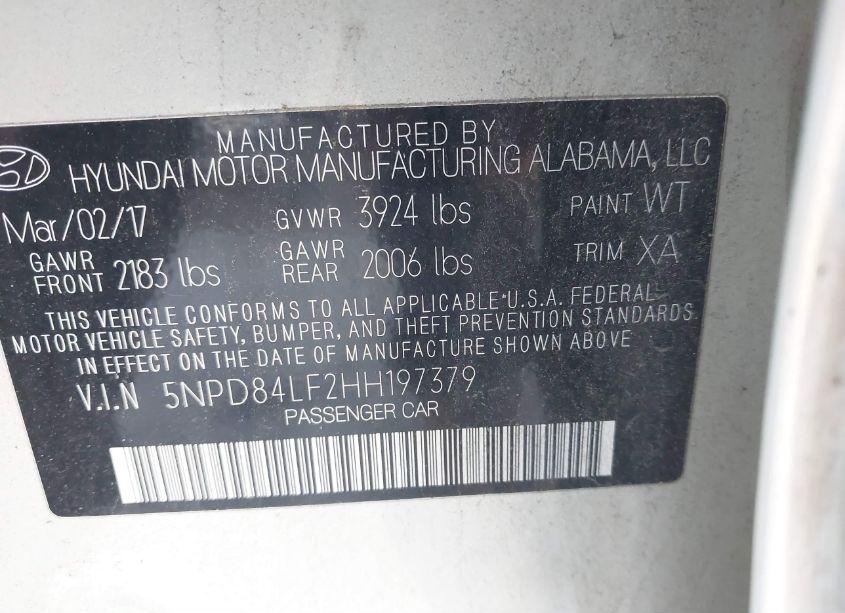 MANUFACTURED BY
HYUNDAI MOTOR MANUFACTURING ALABAMA, LLC
Mar/02/17 GVWR 3924 lbs PAINT WT
GAWR FRONT 2183 lbs GAWR REAR 2006 lbs TRIM XA
THIS VEHICLE CONFORMS TO ALL APPLICABLE U.S.A. FEDERAL
MOTOR VEHICLE SAFETY, BUMPER, AND THEFT PREVENTION STANDARDS
IN EFFECT ON THE DATE OF MANUFACTURE SHOWN ABOVE
V.I.N 5NPD84LF2HH197379
PASSENGER CAR